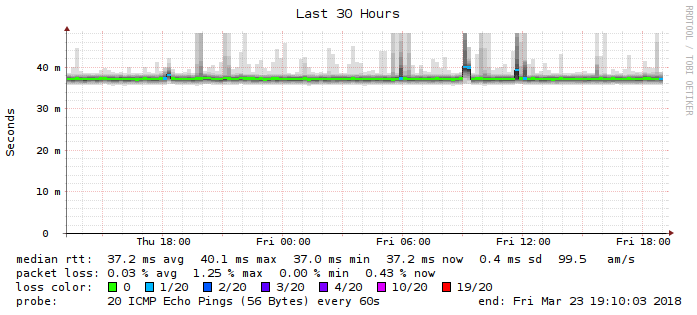 Last 30 Hours
RRDTOOL / TOBI OETIKER
Seconds
40 m
30 m
20 m
10 m
0
Thu 18:00 Fri 00:00 Fri 06:00 Fri 12:00 Fri 18:00
median rtt: 37.2 ms avg 40.1 ms max 37.0 ms min 37.2 ms now 0.4 ms sd 99.5 am/s
packet loss: 0.03 % avg 1.25 % max 0.00 % min 0.43 % now
loss color: 0 1/20 2/20 3/20 4/20 10/20 19/20
probe: 20 ICMP Echo Pings (56 Bytes) every 60s end: Fri Mar 23 19:10:03 2018